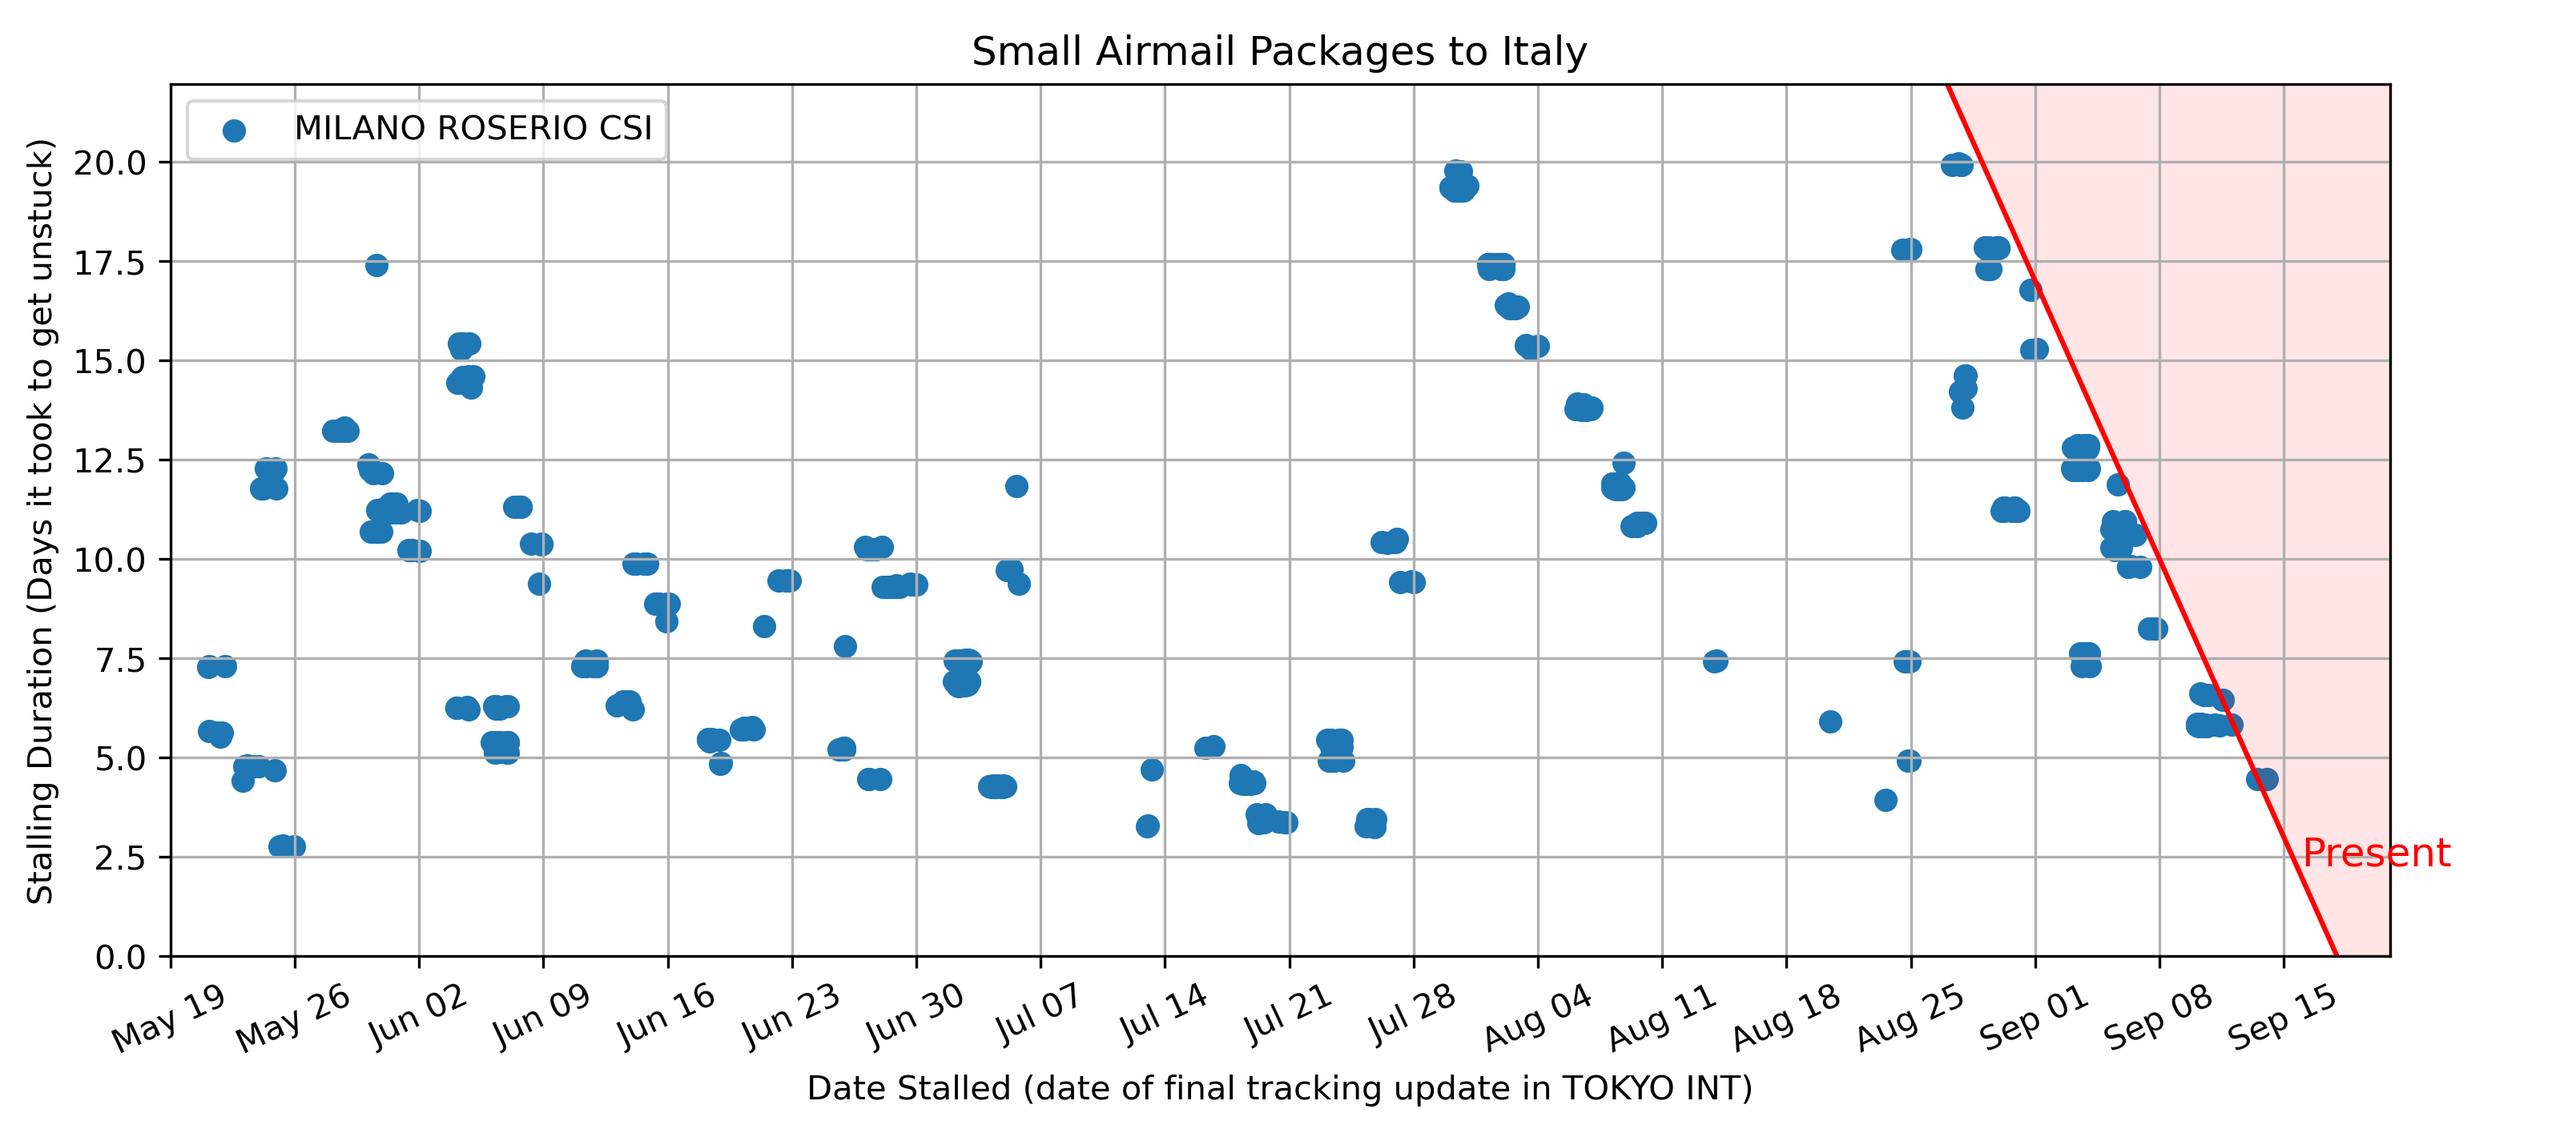 Small Airmail Packages to Italy
MILANO ROSERIO CSI
Stalling Duration (Days it took to get unstuck)
20.0
17.5
15.0
12.5
10.0
7.5
5.0
2.5
0.0
Present
May 19
May 26
Jun 02
Jun 09
Jun 16
Jun 23
Jun 30
Jul 07
Jul 14
Jul 21
Jul 28
Aug 04
Aug 11
Aug 18
Aug 25
Sep 01
Sep 08
Sep 15
Date Stalled (date of final tracking update in TOKYO INT)